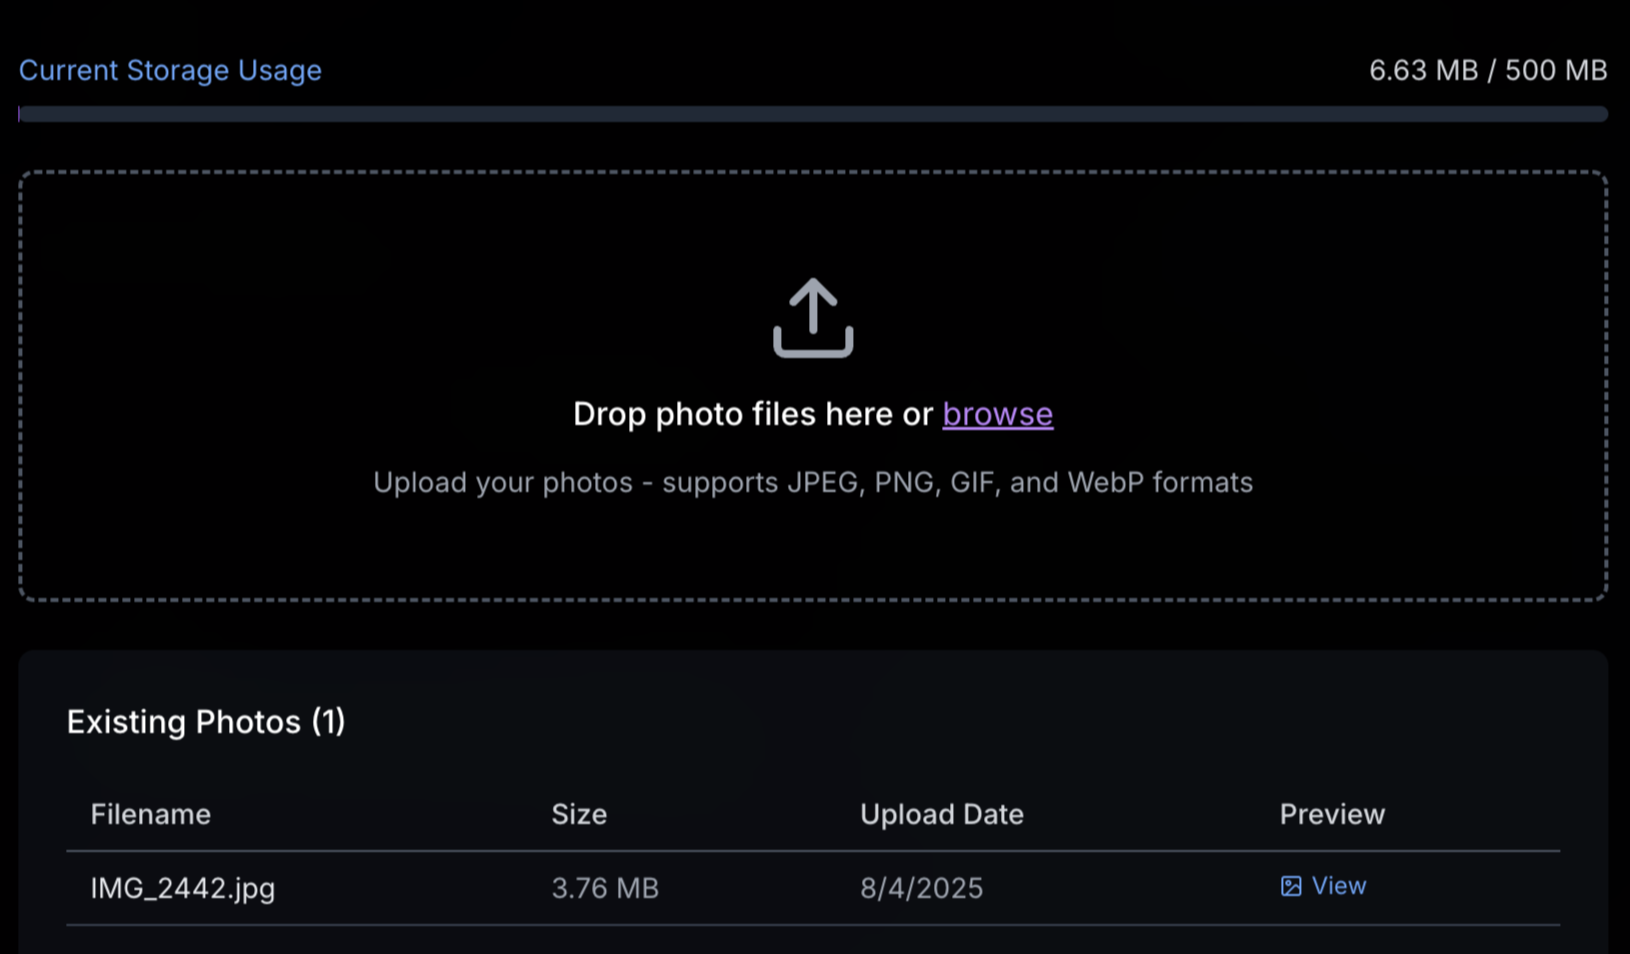 Current Storage Usage 6.63 MB / 500 MB
Drop photo files here or browse
Upload your photos - supports JPEG, PNG, GIF, and WebP formats
Existing Photos (1)
Filename Size Upload Date Preview
IMG_2442.jpg 3.76 MB 8/4/2025 View